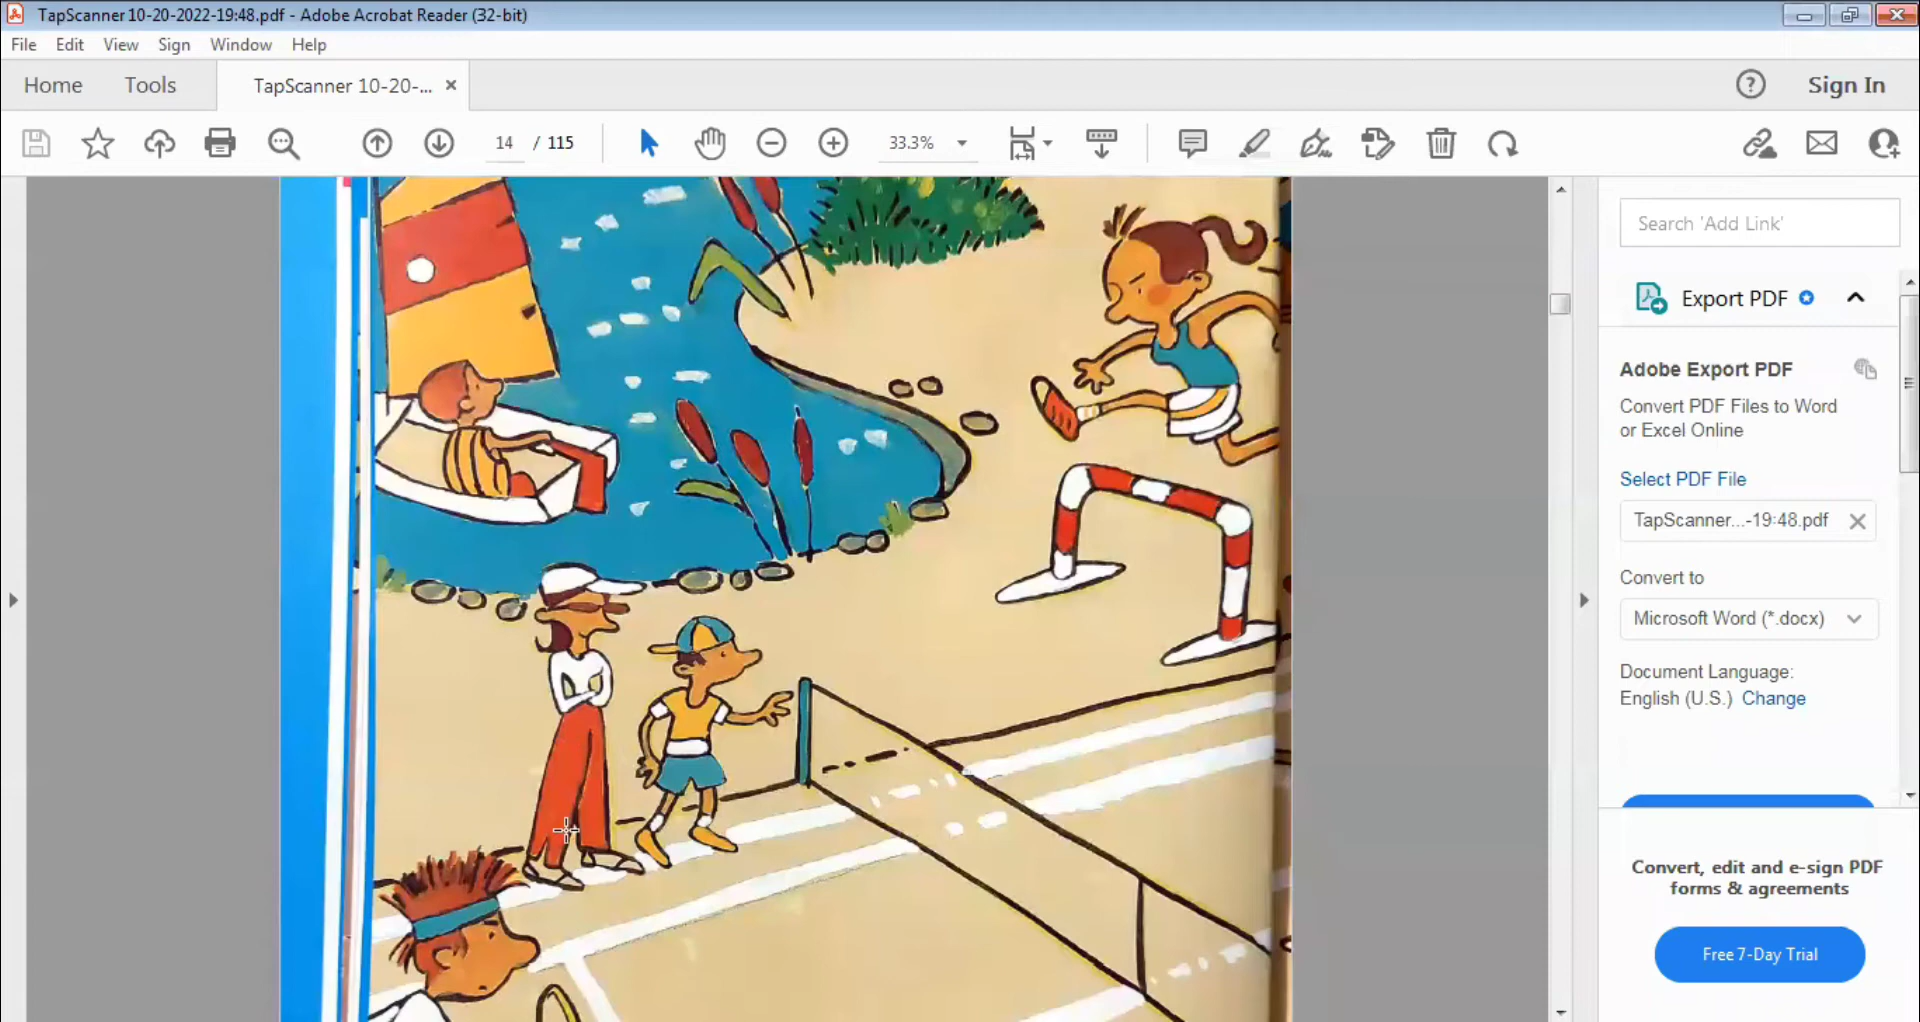 TapScanner 10-20-2022-19:48.pdf - Adobe Acrobat Reader (32-bit)
File Edit View Sign Window Help
Home Tools TapScanner 10-20-... Sign In
14 / 115 33.3%
Search 'Add Link'
Export PDF
Adobe Export PDF
Convert PDF Files to Word
or Excel Online
Select PDF File
TapScanner...-19:48.pdf
Convert to
Microsoft Word (*.docx)
Document Language:
English (U.S.) Change
Convert, edit and e-sign PDF
forms & agreements
Free 7-Day Trial